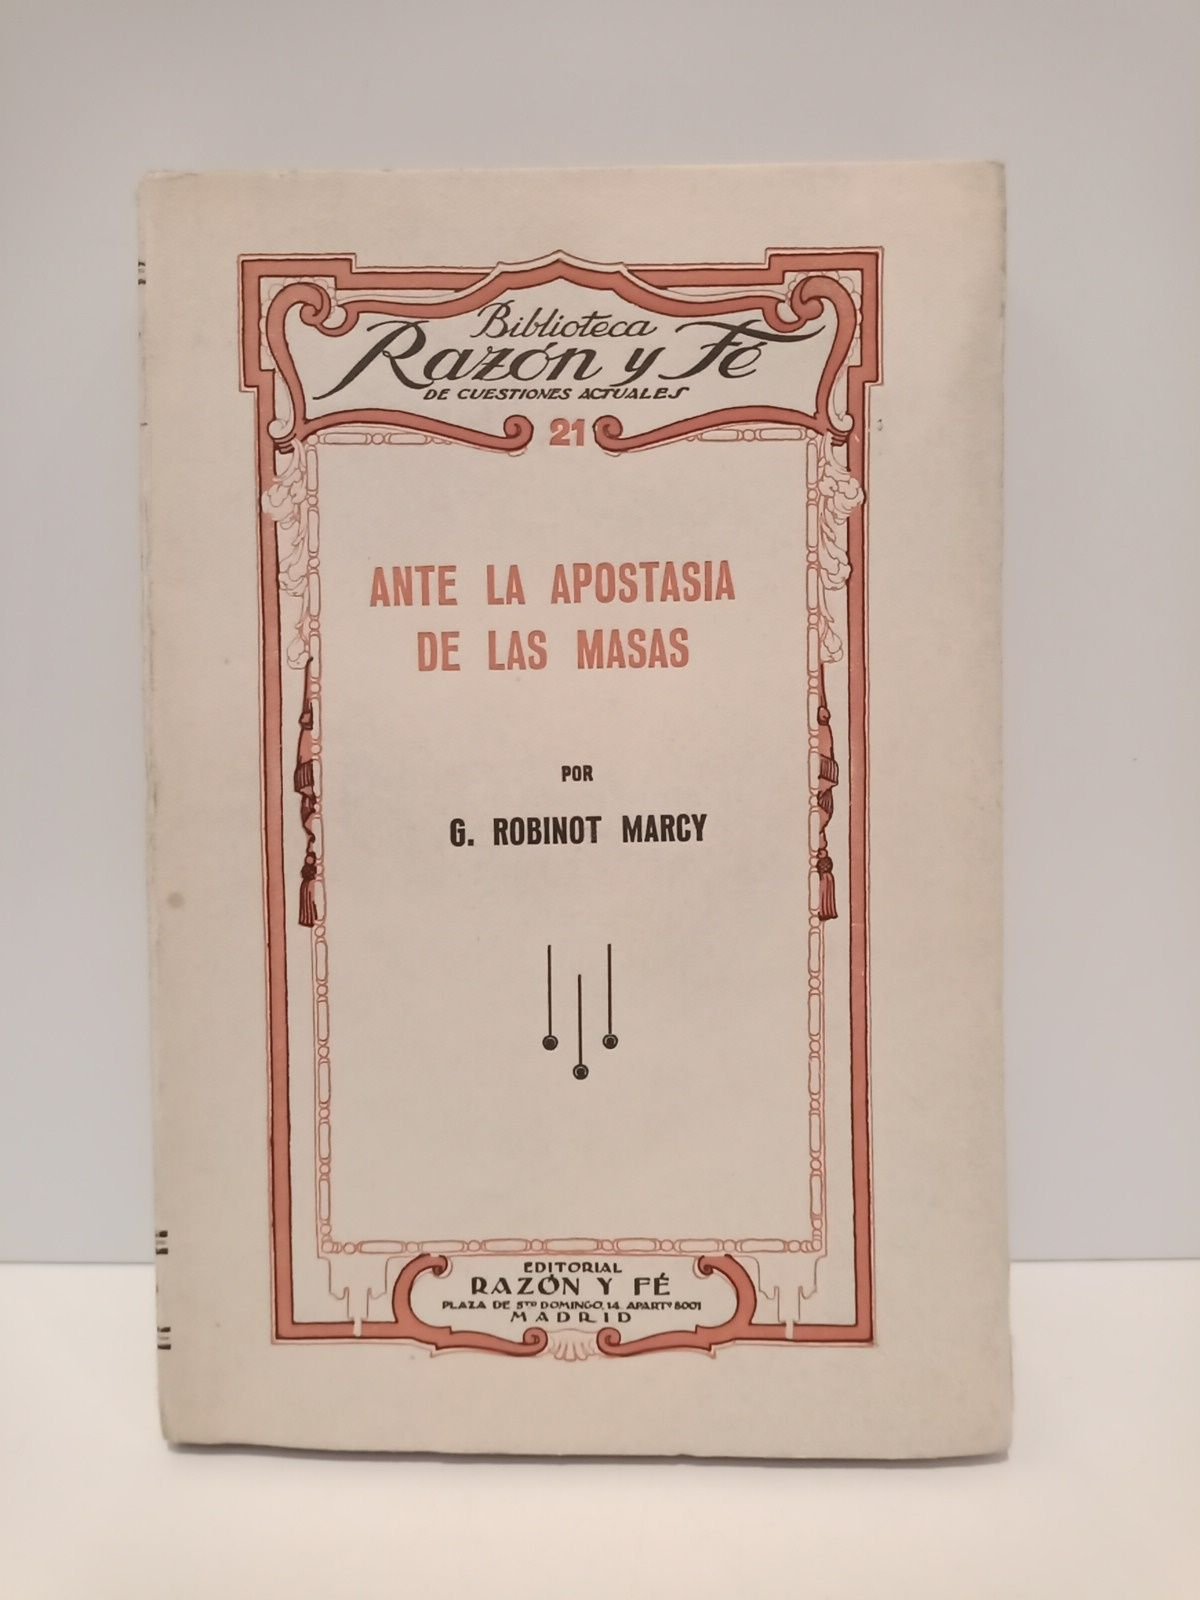 Biblioteca
Razón y Fé
DE CUESTIONES ACTUALES
21
ANTE LA APOSTASIA
DE LAS MASAS
POR
G. ROBINOT MARCY
EDITORIAL
RAZÓN Y FÉ
PLAZA DE STO DOMINGO, 14 APARTº 8001
MADRID